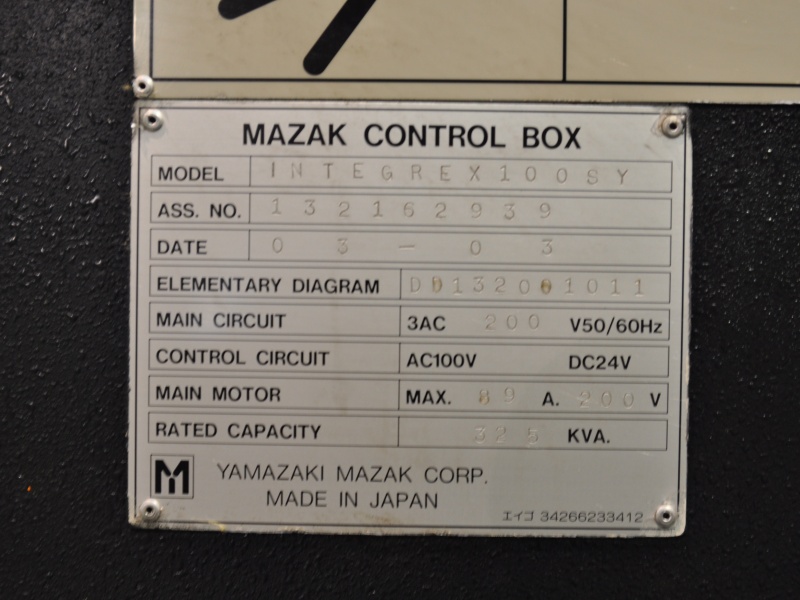 MAZAK CONTROL BOX
MODEL INTEGREX100SY
ASS. NO. 132162939
DATE 03-03
ELEMENTARY DIAGRAM DD132001011
MAIN CIRCUIT 3AC 200 V50/60Hz
CONTROL CIRCUIT AC100V DC24V
MAIN MOTOR MAX. 89 A. 200 V
RATED CAPACITY 325 KVA.
YAMAZAKI MAZAK CORP.
MADE IN JAPAN
エイゴ 34266233412